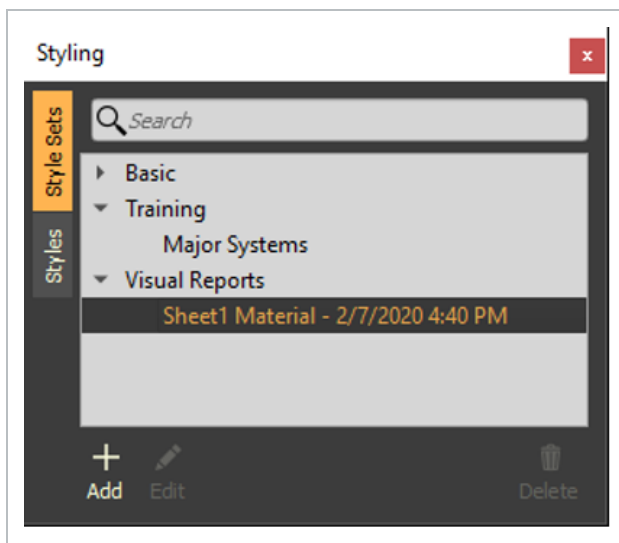 Styling
x
Style Sets
Styles
Search
Basic
Training
Major Systems
Visual Reports
Sheet1 Material - 2/7/2020 4:40 PM
Add
Edit
Delete